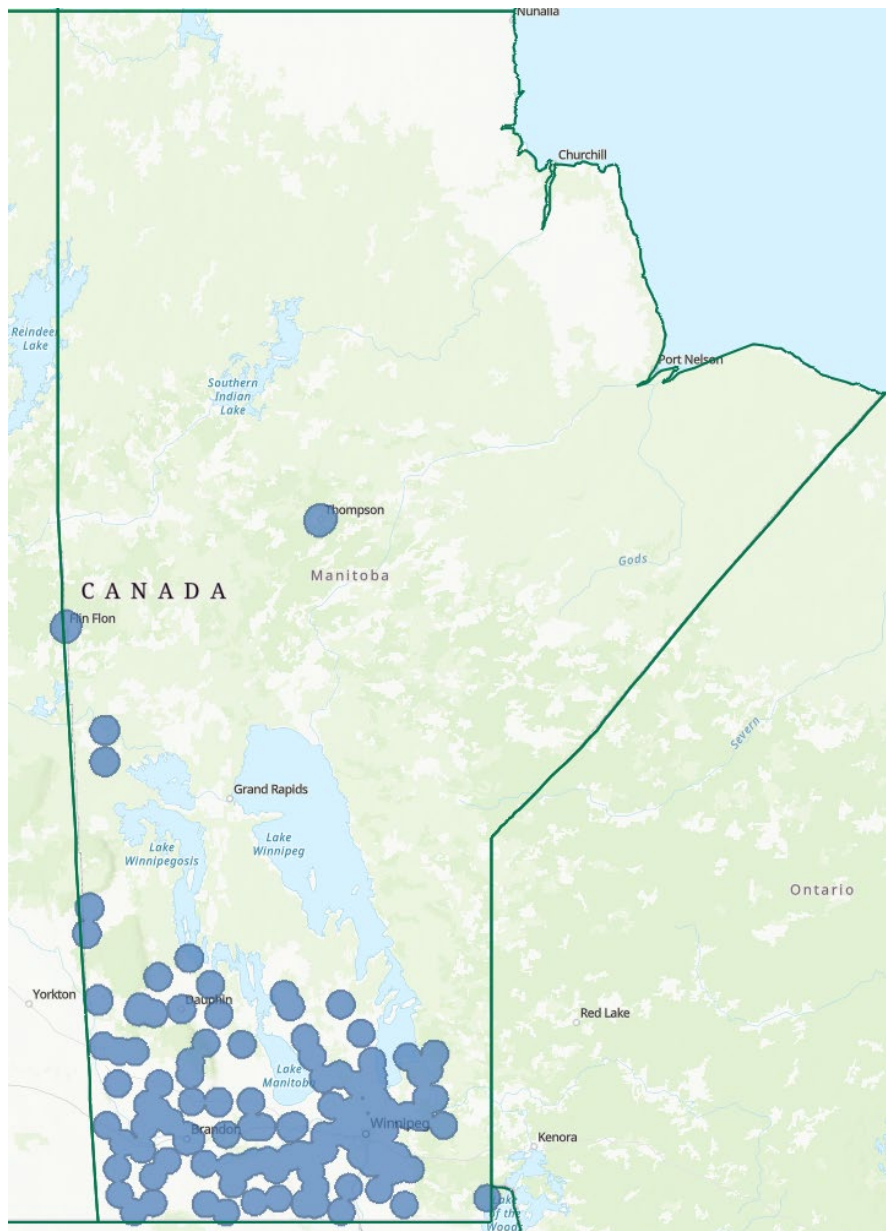 Nunalla
Churchill
Reindeer
Lake
Port Nelson
Southern
Indian
Lake
Thompson
Gods
Manitoba
CANADA
Flin Flon
Severn
Grand Rapids
Lake
Winnipegosis
Lake
Winnipeg
Ontario
Yorkton
Dauphin
Red Lake
Lake
Manitoba
Winnipeg
Brandon
Kenora
Lake
of the
Woods